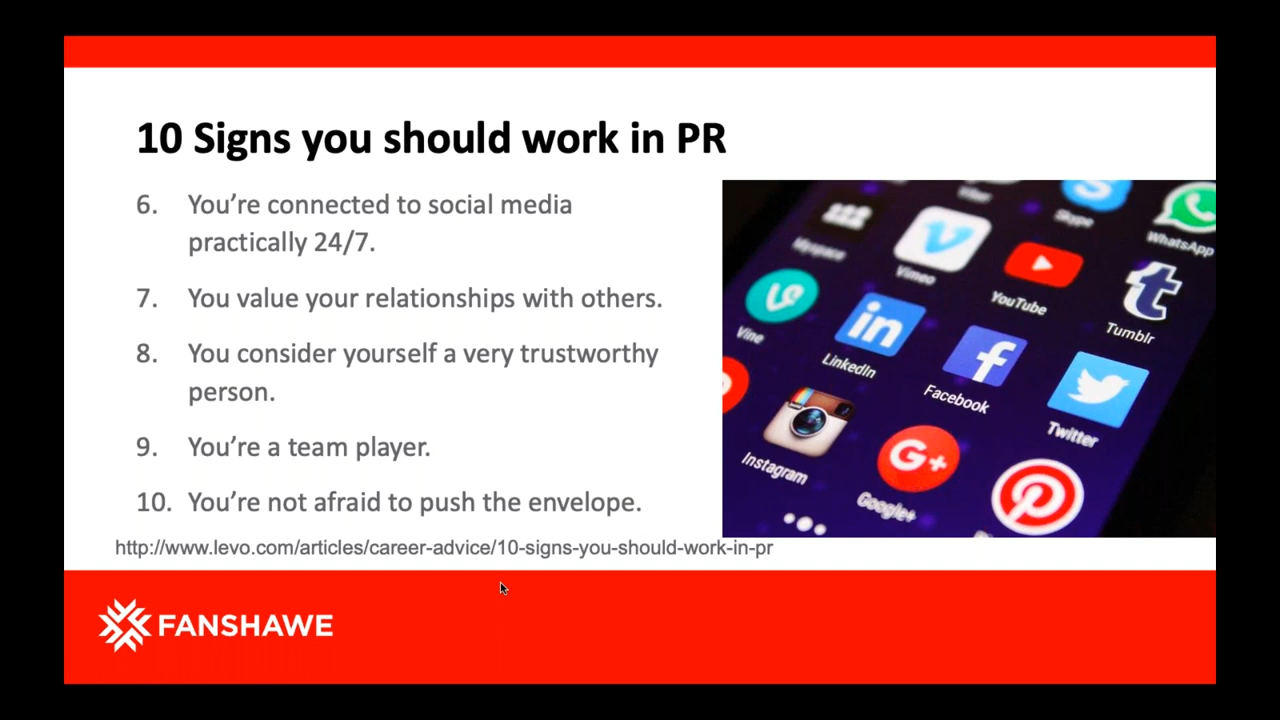 10 Signs you should work in PR
6. You're connected to social media
practically 24/7.
7. You value your relationships with others.
8. You consider yourself a very trustworthy
person.
9. You're a team player.
10. You're not afraid to push the envelope.
http://www.levo.com/articles/career-advice/10-signs-you-should-work-in-pr
Viber
Skype
WhatsApp
Myspace
Vimeo
YouTube
Tumblr
Vine
LinkedIn
in
Facebook
Twitter
Instagram
G+
Google+
FANSHAWE